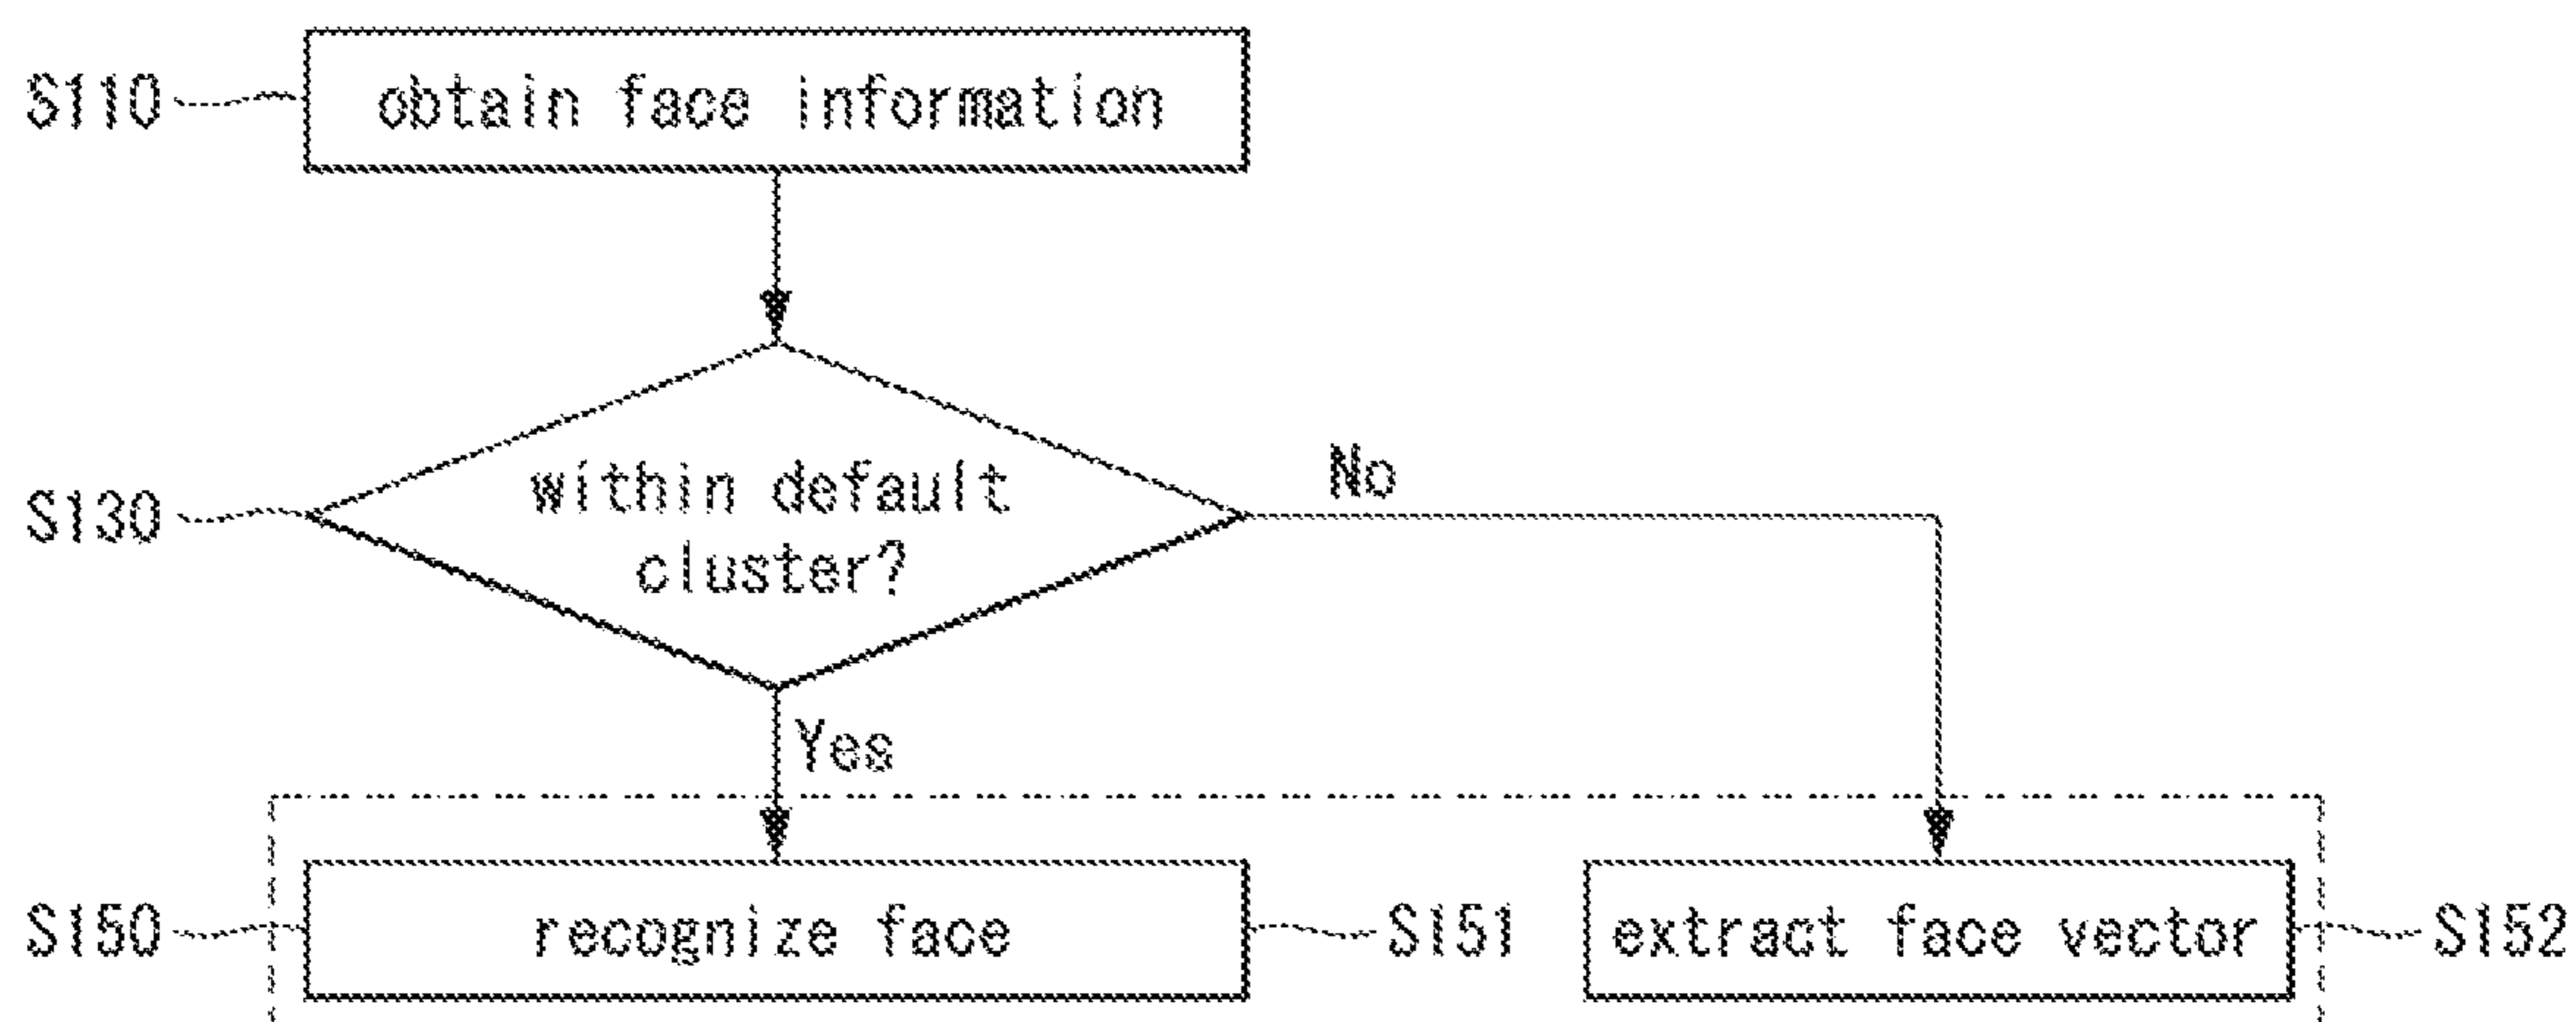 S110
obtain face information
S130
within default
cluster?
No
Yes
S150
recognize face
S151
extract face vector
S152